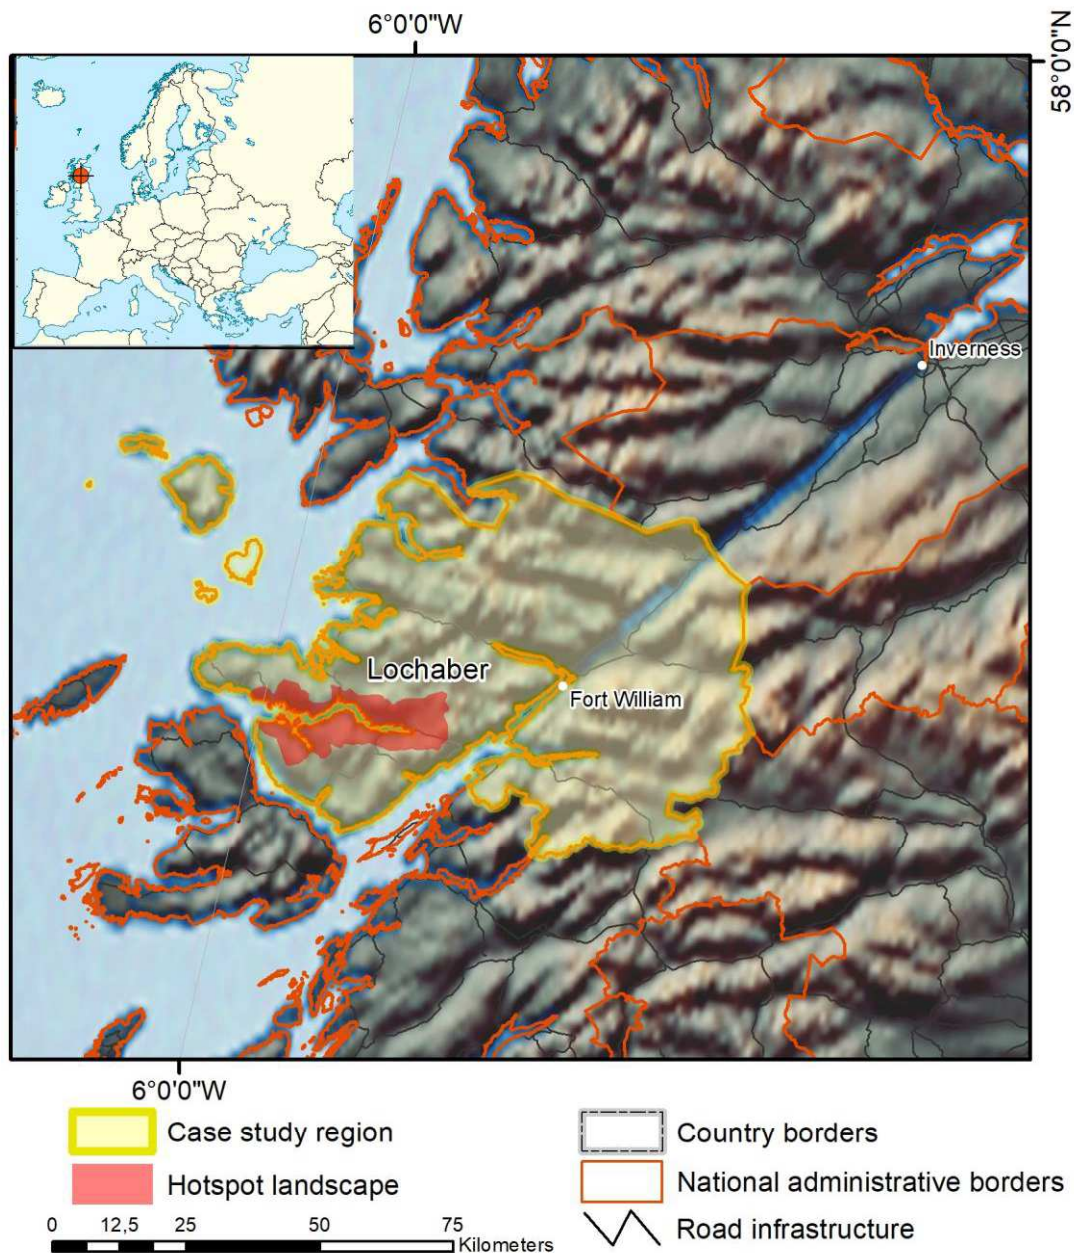 6°0'0"W
58°0'0"N
Inverness
Lochaber
Fort William
6°0'0"W
Case study region
Country borders
Hotspot landscape
National administrative borders
0 12,5 25 50 75
Kilometers
Road infrastructure